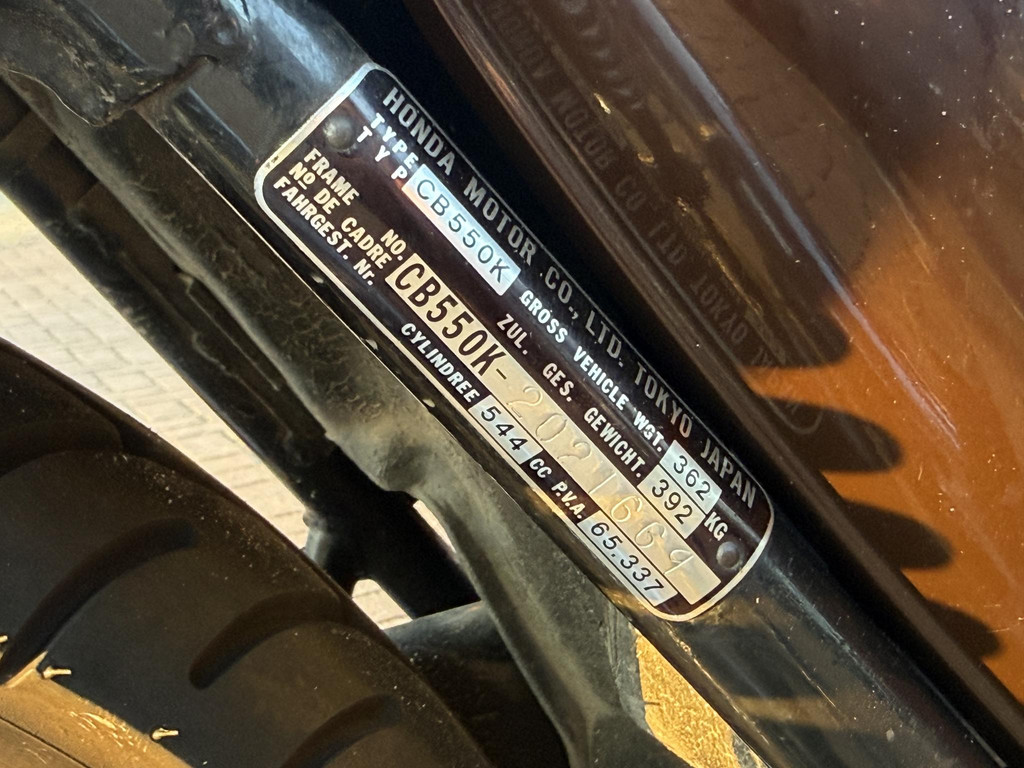 HONDA MOTOR CO., LTD. TOKYO JAPAN
TYPE
TYP CB550K
GROSS VEHICLE WGT. 362
ZUL. GES. GEWICHT. 392 KG
FRAME NO.
Nº DE CADRE
FAHRGEST. Nr. CB550K-2021669
CYLINDREE 544 CC P.V.A. 65.337